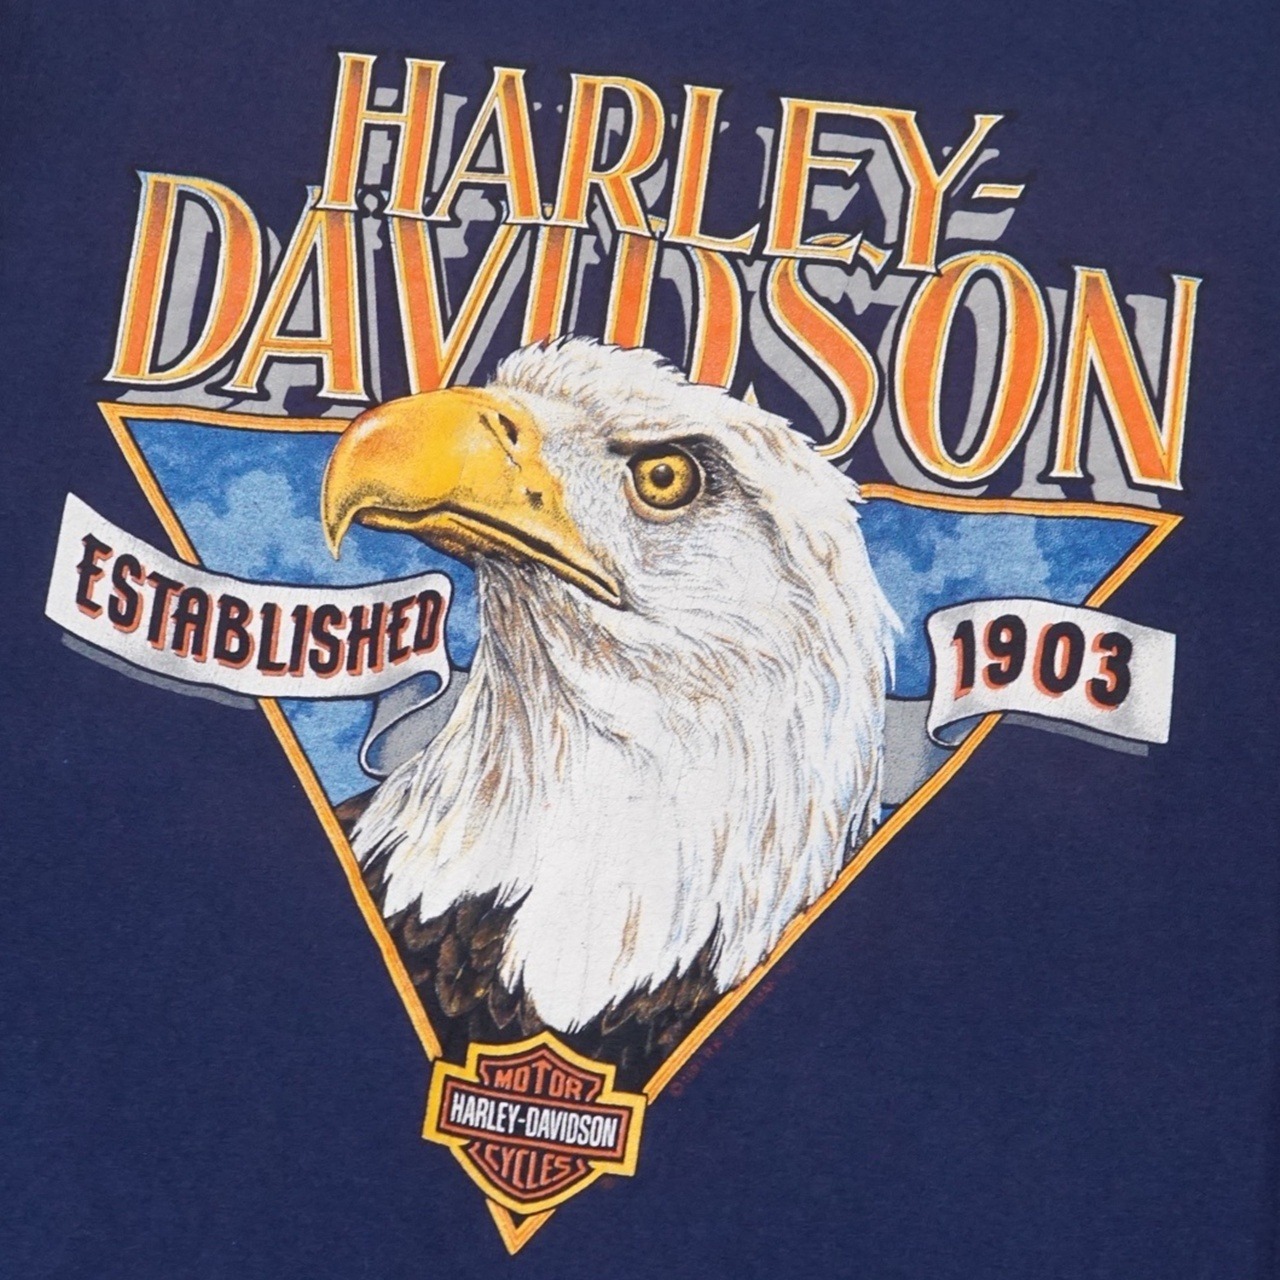 HARLEY-
DAVIDSON
ESTABLISHED
1903
MOTOR
HARLEY-DAVIDSON
CYCLES